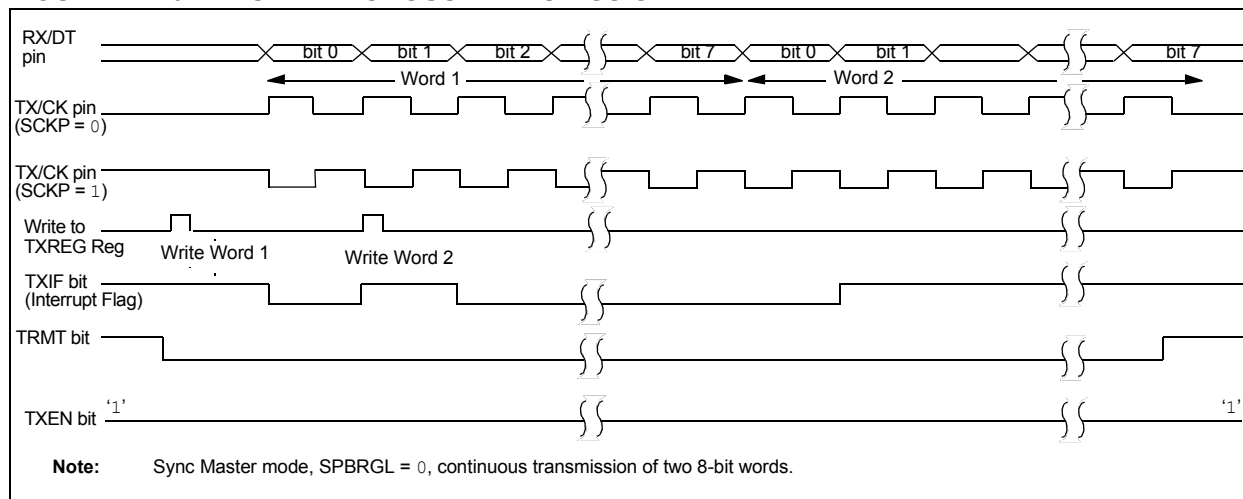 RX/DT
pin
bit 0 bit 1 bit 2 bit 7 bit 0 bit 1 bit 7
Word 1 Word 2
TX/CK pin
(SCKP = 0)
TX/CK pin
(SCKP = 1)
Write to
TXREG Reg
Write Word 1 Write Word 2
TXIF bit
(Interrupt Flag)
TRMT bit
‘1’ ‘1’
TXEN bit
Note: Sync Master mode, SPBRGL = 0, continuous transmission of two 8-bit words.